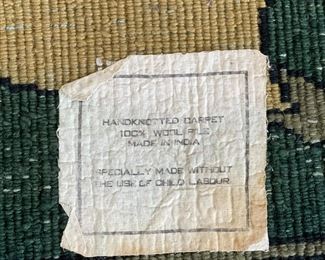 HANDKNOTTED CARPET
100% WOOL PILE
MADE IN INDIA
SPECIALLY MADE WITHOUT
THE USE OF CHILD LABOUR